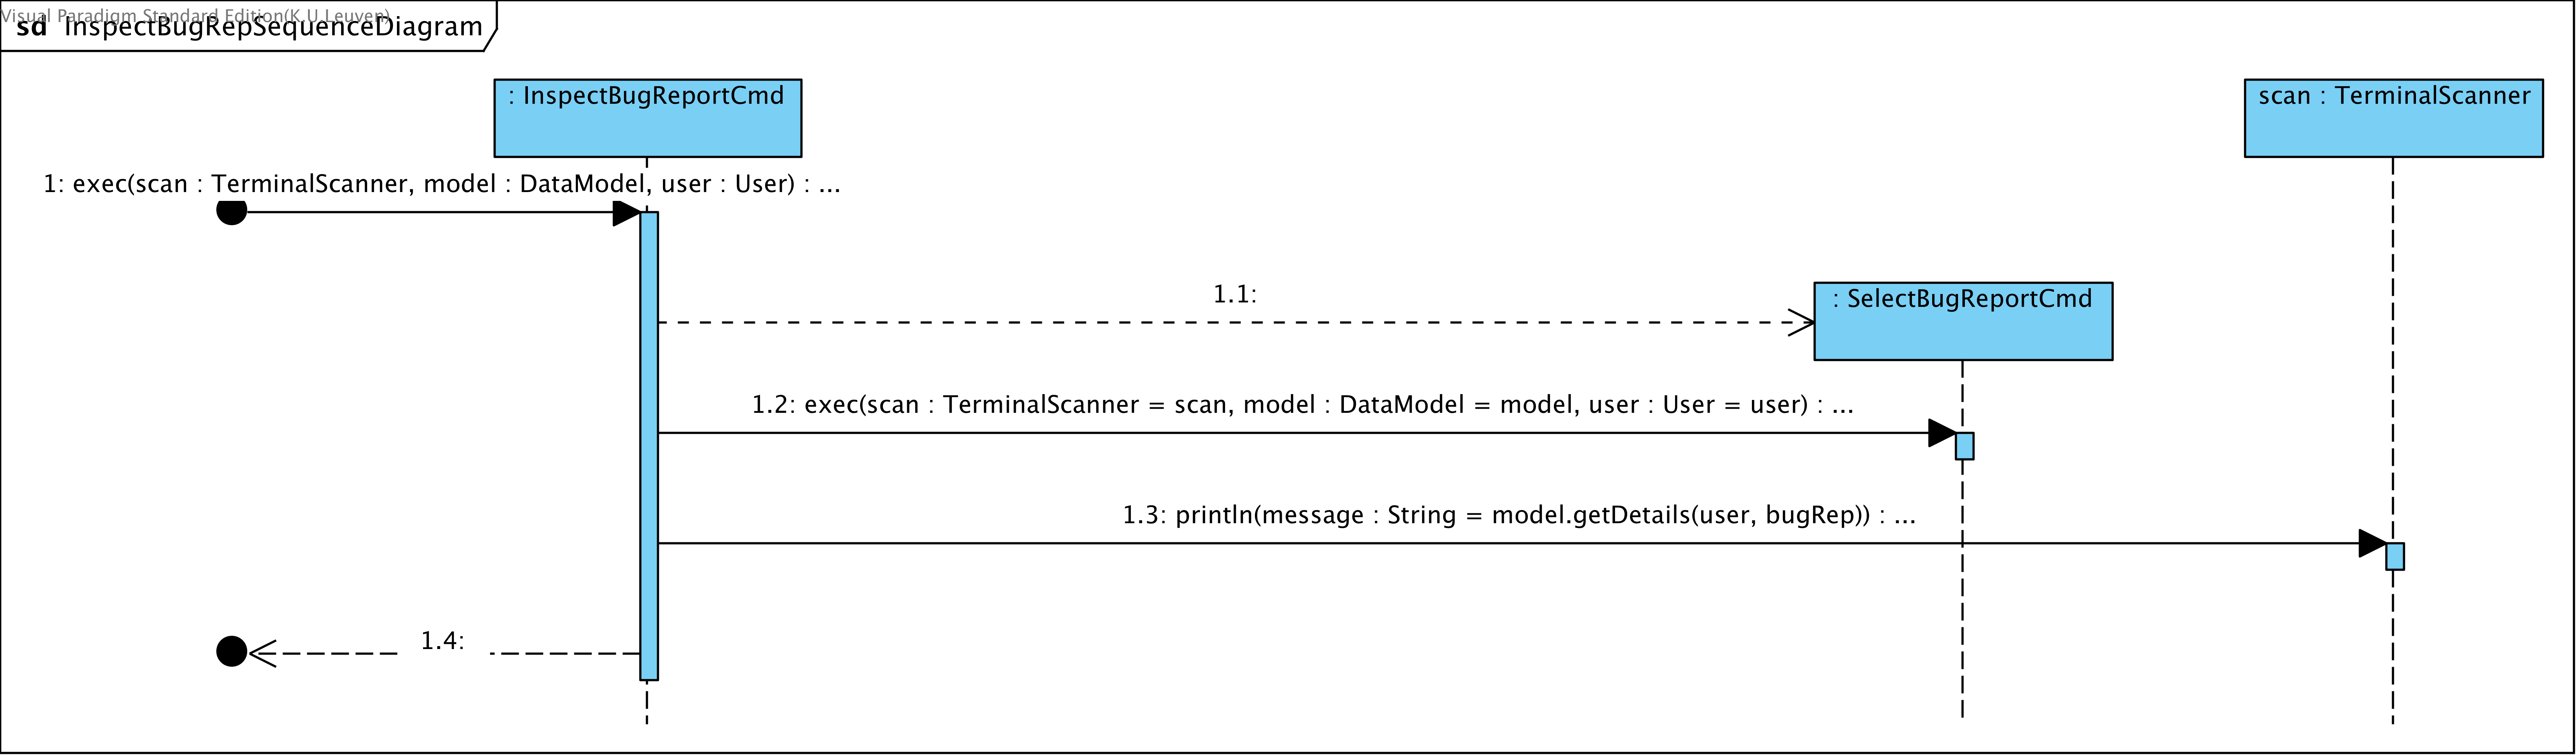 Visual Paradigm Standard Edition(K.U.Leuven)
sd InspectBugRepSequenceDiagram
: InspectBugReportCmd
scan : TerminalScanner
1: exec(scan : TerminalScanner, model : DataModel, user : User) : ...
1.1:
: SelectBugReportCmd
1.2: exec(scan : TerminalScanner = scan, model : DataModel = model, user : User = user) : ...
1.3: println(message : String = model.getDetails(user, bugRep)) : ...
1.4: